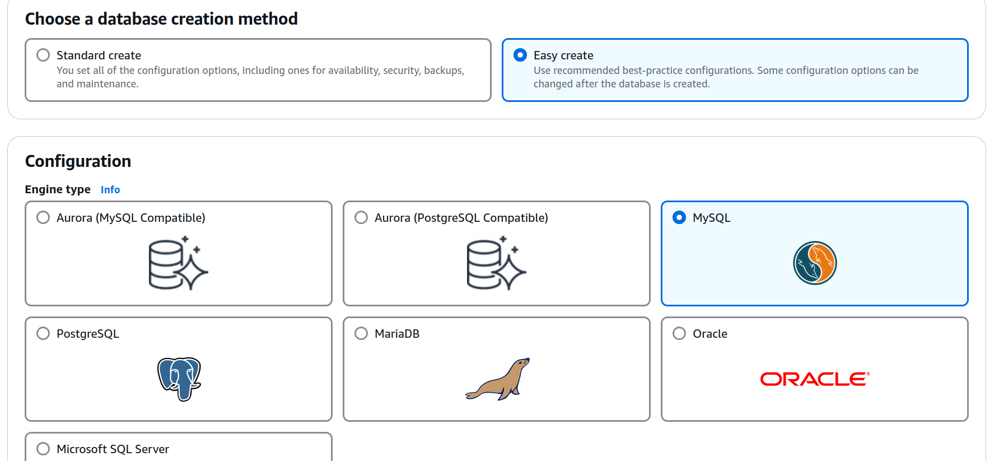 Choose a database creation method
Standard create
You set all of the configuration options, including ones for availability, security, backups,
and maintenance.
Easy create
Use recommended best-practice configurations. Some configuration options can be
changed after the database is created.
Configuration
Engine type Info
Aurora (MySQL Compatible)
Aurora (PostgreSQL Compatible)
MySQL
PostgreSQL
MariaDB
Oracle
ORACLE®
Microsoft SQL Server